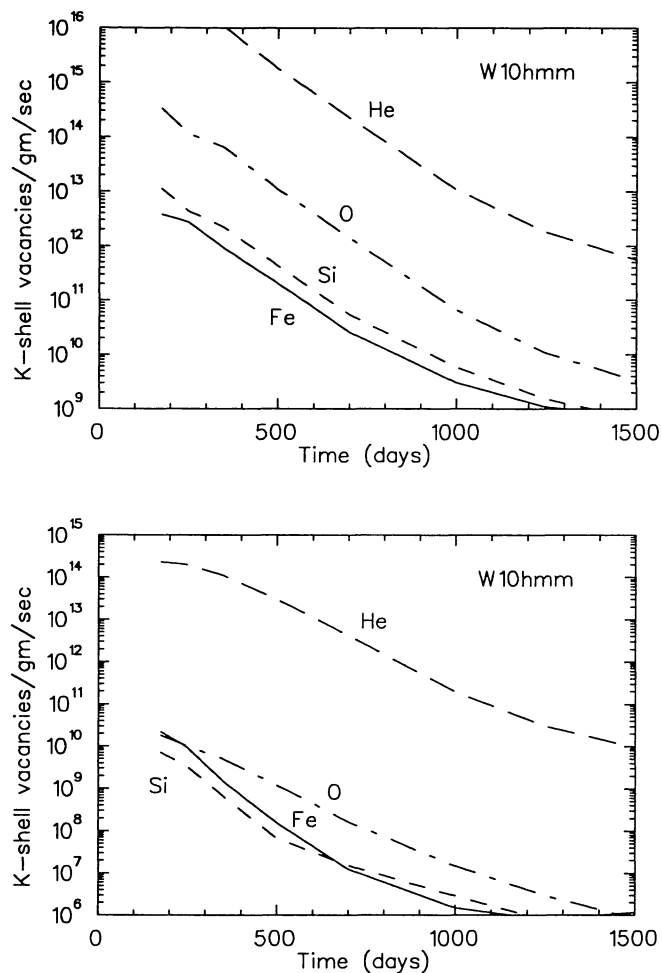 K-shell vacancies/gm/sec
10^16
10^15
10^14
10^13
10^12
10^11
10^10
10^9
W10hmm
He
O
Si
Fe
0 500 1000 1500
Time (days)
K-shell vacancies/gm/sec
10^15
10^14
10^13
10^12
10^11
10^10
10^9
10^8
10^7
10^6
W10hmm
He
Si
O
Fe
0 500 1000 1500
Time (days)